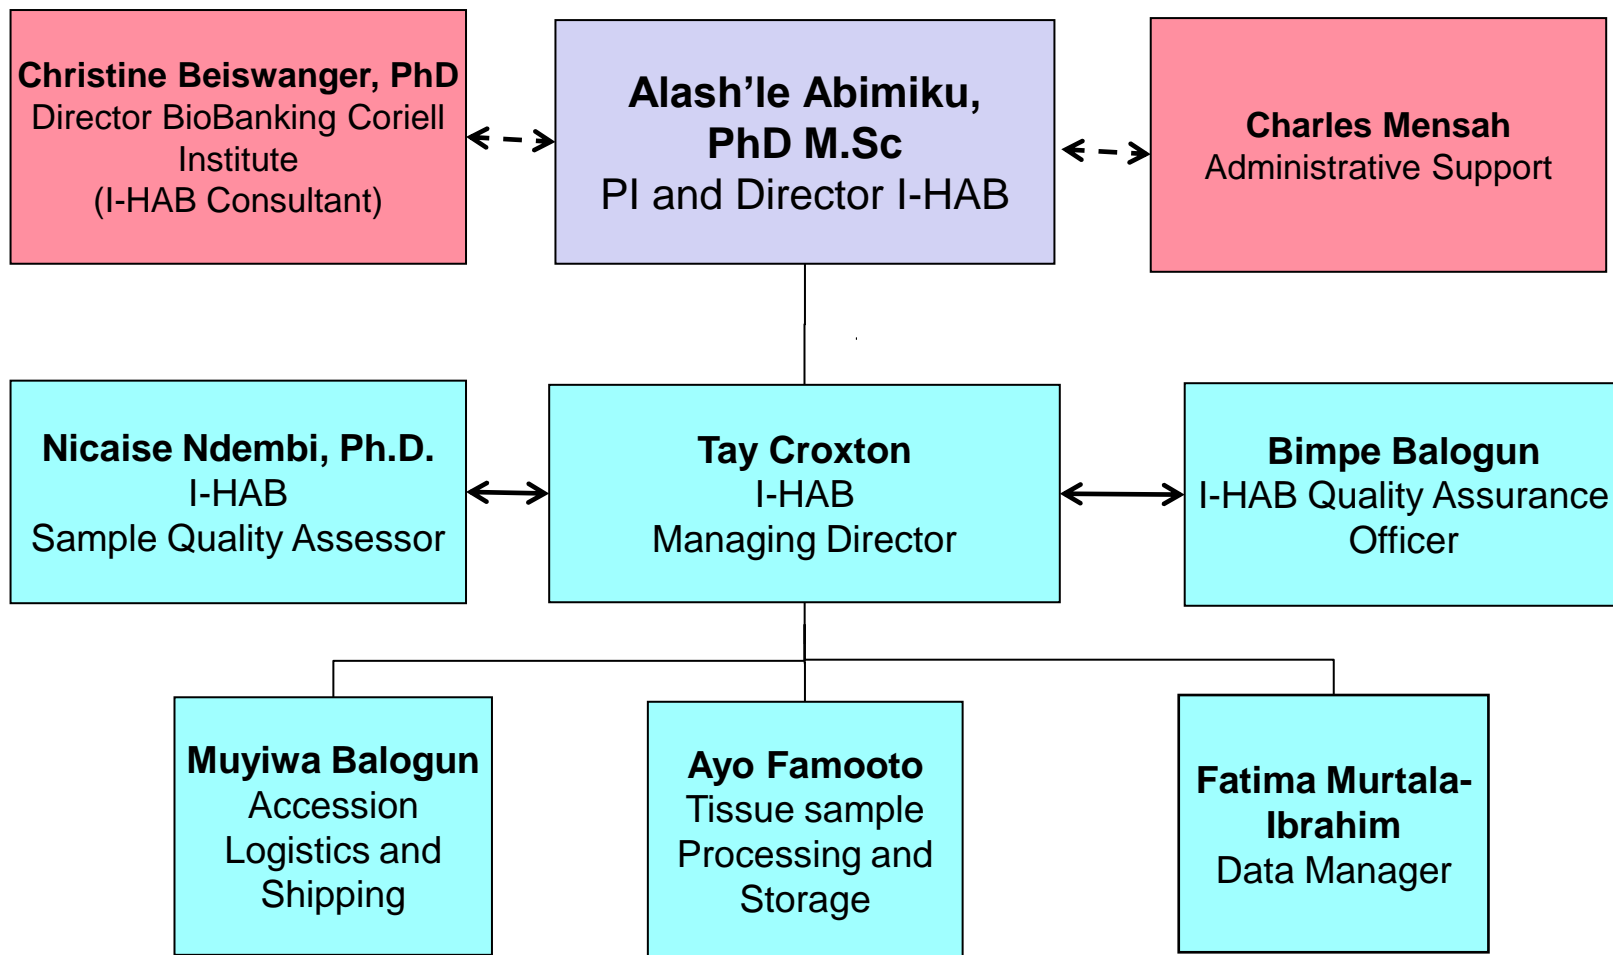 Christine Beiswanger, PhD
Director BioBanking Coriell
Institute
(I-HAB Consultant)
Alash’le Abimiku,
PhD M.Sc
PI and Director I-HAB
Charles Mensah
Administrative Support
Nicaise Ndembi, Ph.D.
I-HAB
Sample Quality Assessor
Tay Croxton
I-HAB
Managing Director
Bimpe Balogun
I-HAB Quality Assurance
Officer
Muyiwa Balogun
Accession
Logistics and
Shipping
Ayo Famooto
Tissue sample
Processing and
Storage
Fatima Murtala-
Ibrahim
Data Manager